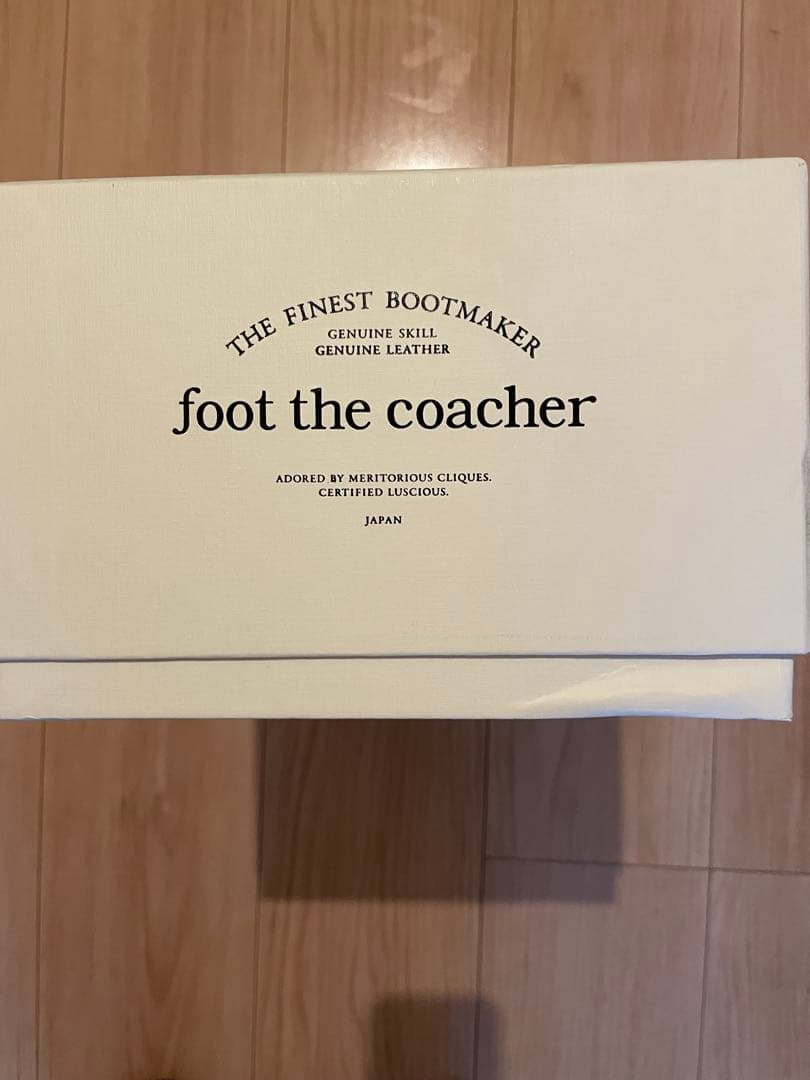 THE FINEST BOOTMAKER
GENUINE SKILL
GENUINE LEATHER
foot the coacher
ADORED BY MERITORIOUS CLIQUES.
CERTIFIED LUSCIOUS.
JAPAN